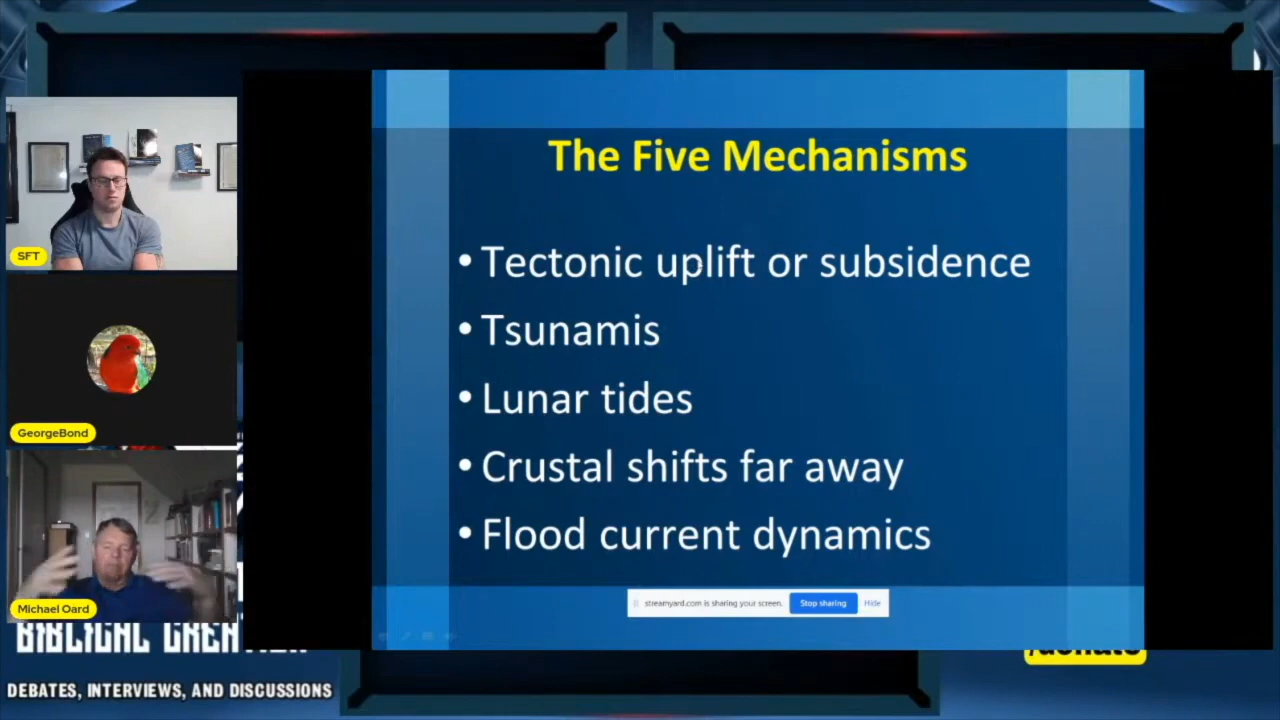 The Five Mechanisms
• Tectonic uplift or subsidence
• Tsunamis
• Lunar tides
• Crustal shifts far away
• Flood current dynamics
streamyard.com is sharing your screen. Stop sharing Hide
SFT
GeorgeBond
Michael Oard
BIBLICAL
DEBATES, INTERVIEWS, AND DISCUSSIONS